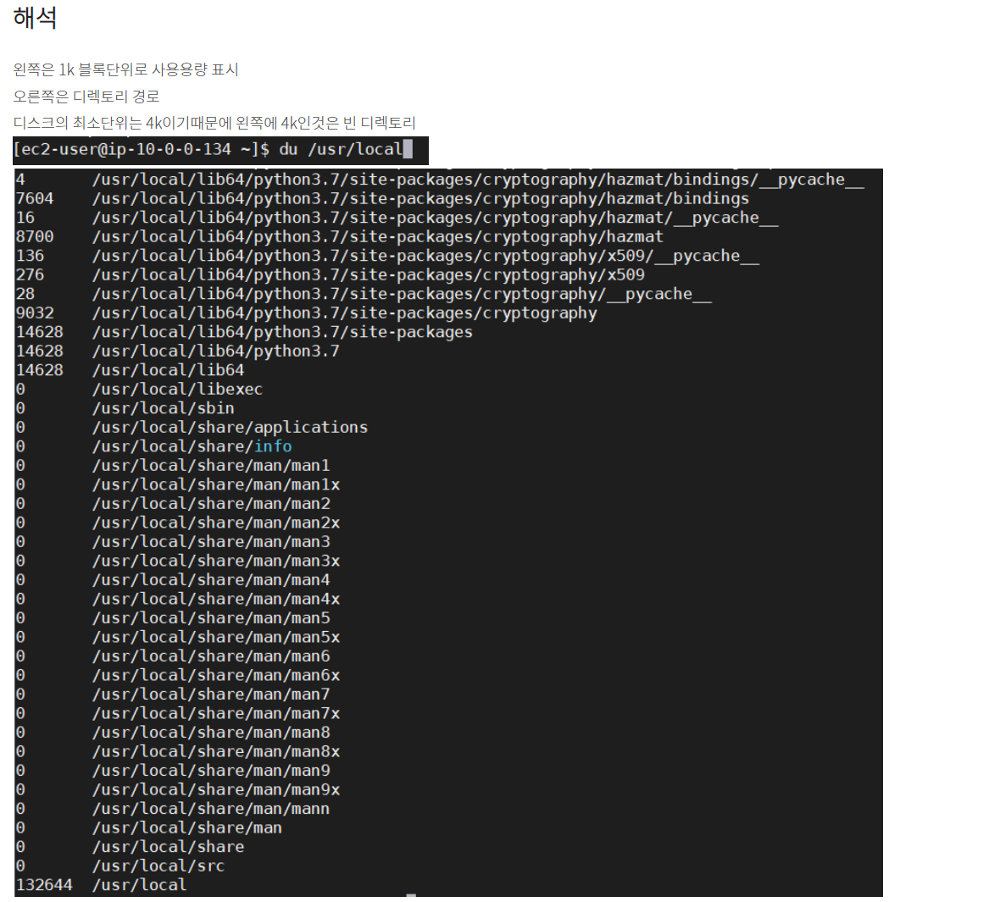 해석
왼쪽은 1k 블록단위로 사용용량 표시
오른쪽은 디렉토리 경로
디스크의 최소단위는 4k이기때문에 왼쪽에 4k인것은 빈 디렉토리
[ec2-user@ip-10-0-0-134 ~]$ du /usr/local
4 /usr/local/lib64/python3.7/site-packages/cryptography/hazmat/bindings/__pycache__
7604 /usr/local/lib64/python3.7/site-packages/cryptography/hazmat/bindings
16 /usr/local/lib64/python3.7/site-packages/cryptography/hazmat/__pycache__
8700 /usr/local/lib64/python3.7/site-packages/cryptography/hazmat
136 /usr/local/lib64/python3.7/site-packages/cryptography/x509/__pycache__
276 /usr/local/lib64/python3.7/site-packages/cryptography/x509
28 /usr/local/lib64/python3.7/site-packages/cryptography/__pycache__
9032 /usr/local/lib64/python3.7/site-packages/cryptography
14628 /usr/local/lib64/python3.7/site-packages
14628 /usr/local/lib64/python3.7
14628 /usr/local/lib64
0 /usr/local/libexec
0 /usr/local/sbin
0 /usr/local/share/applications
0 /usr/local/share/info
0 /usr/local/share/man/man1
0 /usr/local/share/man/man1x
0 /usr/local/share/man/man2
0 /usr/local/share/man/man2x
0 /usr/local/share/man/man3
0 /usr/local/share/man/man3x
0 /usr/local/share/man/man4
0 /usr/local/share/man/man4x
0 /usr/local/share/man/man5
0 /usr/local/share/man/man5x
0 /usr/local/share/man/man6
0 /usr/local/share/man/man6x
0 /usr/local/share/man/man7
0 /usr/local/share/man/man7x
0 /usr/local/share/man/man8
0 /usr/local/share/man/man8x
0 /usr/local/share/man/man9
0 /usr/local/share/man/man9x
0 /usr/local/share/man/mann
0 /usr/local/share/man
0 /usr/local/share
0 /usr/local/src
132644 /usr/local